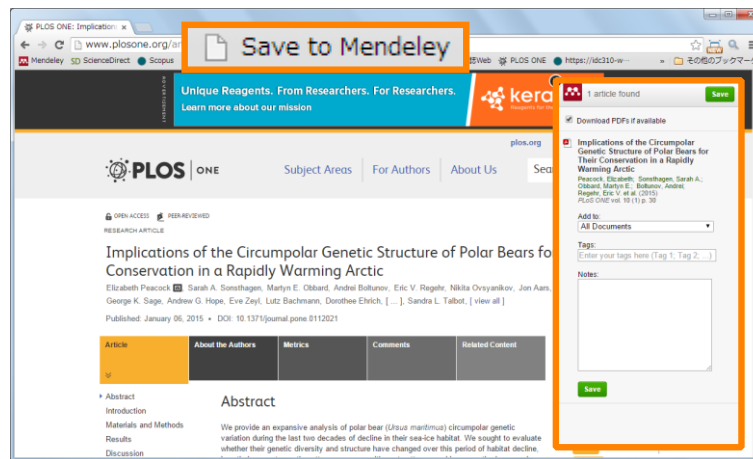 PLOS ONE: Implication
Save to Mendeley
www.plosone.org/ar
Mendeley
ScienceDirect
Scopus
Web
PLOS ONE
https://idc310-w…
»
その他のブックマーク
ADVERTISEMENT
Unique Reagents. From Researchers. For Researchers.
Learn more about our mission
kera
plos.org
PLOS ONE
Subject Areas
For Authors
About Us
Sea
OPEN ACCESS
PEER-REVIEWED
RESEARCH ARTICLE
Implications of the Circumpolar Genetic Structure of Polar Bears fo
Conservation in a Rapidly Warming Arctic
Elizabeth Peacock, Sarah A. Sonsthagen, Martyn E. Obbard, Andrei Boltunov, Eric V. Regehr, Nikita Ovsyanikov, Jon Aars,
George K. Sage, Andrew G. Hope, Eve Zeyl, Lutz Bachmann, Dorothee Ehrich, [ ... ], Sandra L. Talbot, [ view all ]
Published: January 06, 2015 • DOI: 10.1371/journal.pone.0112021
Article
About the Authors
Metrics
Comments
Related Content
Abstract
Introduction
Materials and Methods
Results
Discussion
Abstract
We provide an expansive analysis of polar bear (Ursus maritimus) circumpolar genetic
variation during the last two decades of decline in their sea-ice habitat. We sought to evaluate
whether their genetic diversity and structure have changed over this period of habitat decline,
1 article found
Save
Download PDFs if available
Implications of the Circumpolar
Genetic Structure of Polar Bears for
Their Conservation in a Rapidly
Warming Arctic
Peacock, Elizabeth; Sonsthagen, Sarah A.;
Obbard, Martyn E.; Boltunov, Andrei;
Regehr, Eric V. et al. (2015)
PLoS ONE vol. 10 (1) p. 30
Add to:
All Documents
Tags:
Enter your tags here (Tag 1; Tag 2; ...)
Notes:
Save